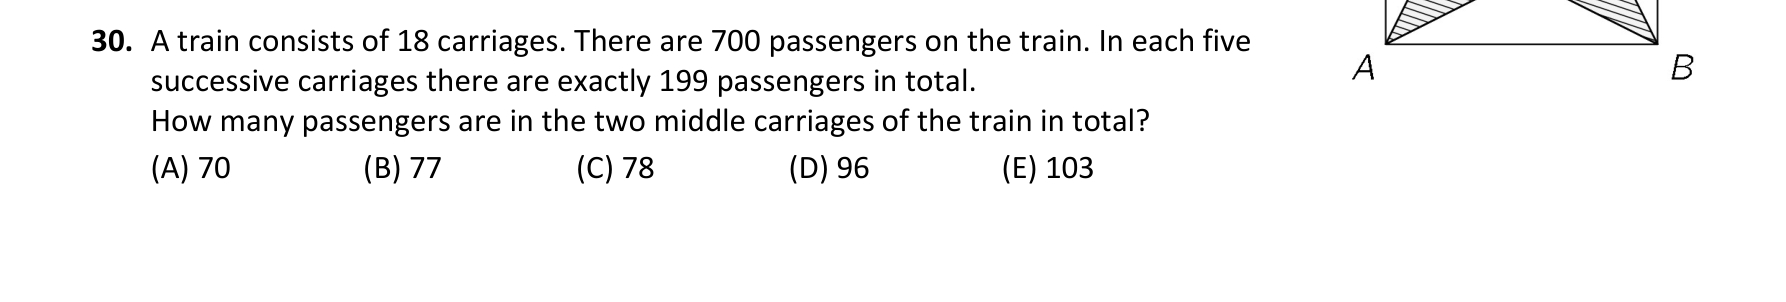 30. A train consists of 18 carriages. There are 700 passengers on the train. In each five
successive carriages there are exactly 199 passengers in total.
How many passengers are in the two middle carriages of the train in total?
(A) 70 (B) 77 (C) 78 (D) 96 (E) 103
A B